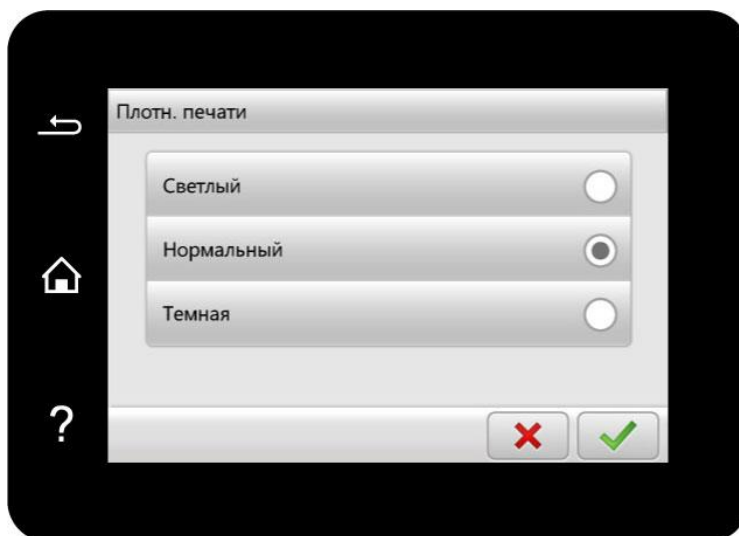 Плотн. печати
Светлый
Нормальный
Темная
?